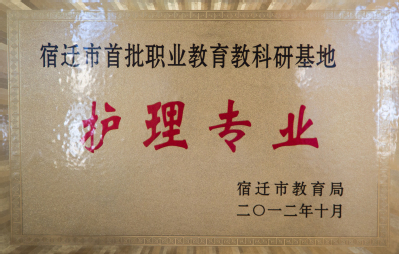 宿迁市首批职业教育教科研基地
护理专业
宿迁市教育局
二〇一二年十月